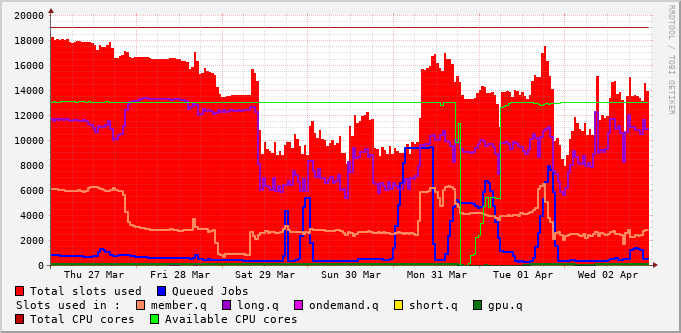 20000
18000
16000
14000
12000
10000
8000
6000
4000
2000
0
Thu 27 Mar Fri 28 Mar Sat 29 Mar Sun 30 Mar Mon 31 Mar Tue 01 Apr Wed 02 Apr
Total slots used Queued Jobs
Slots used in : member.q long.q ondemand.q short.q gpu.q
Total CPU cores Available CPU cores
RRDTOOL / TOBI OETIKER